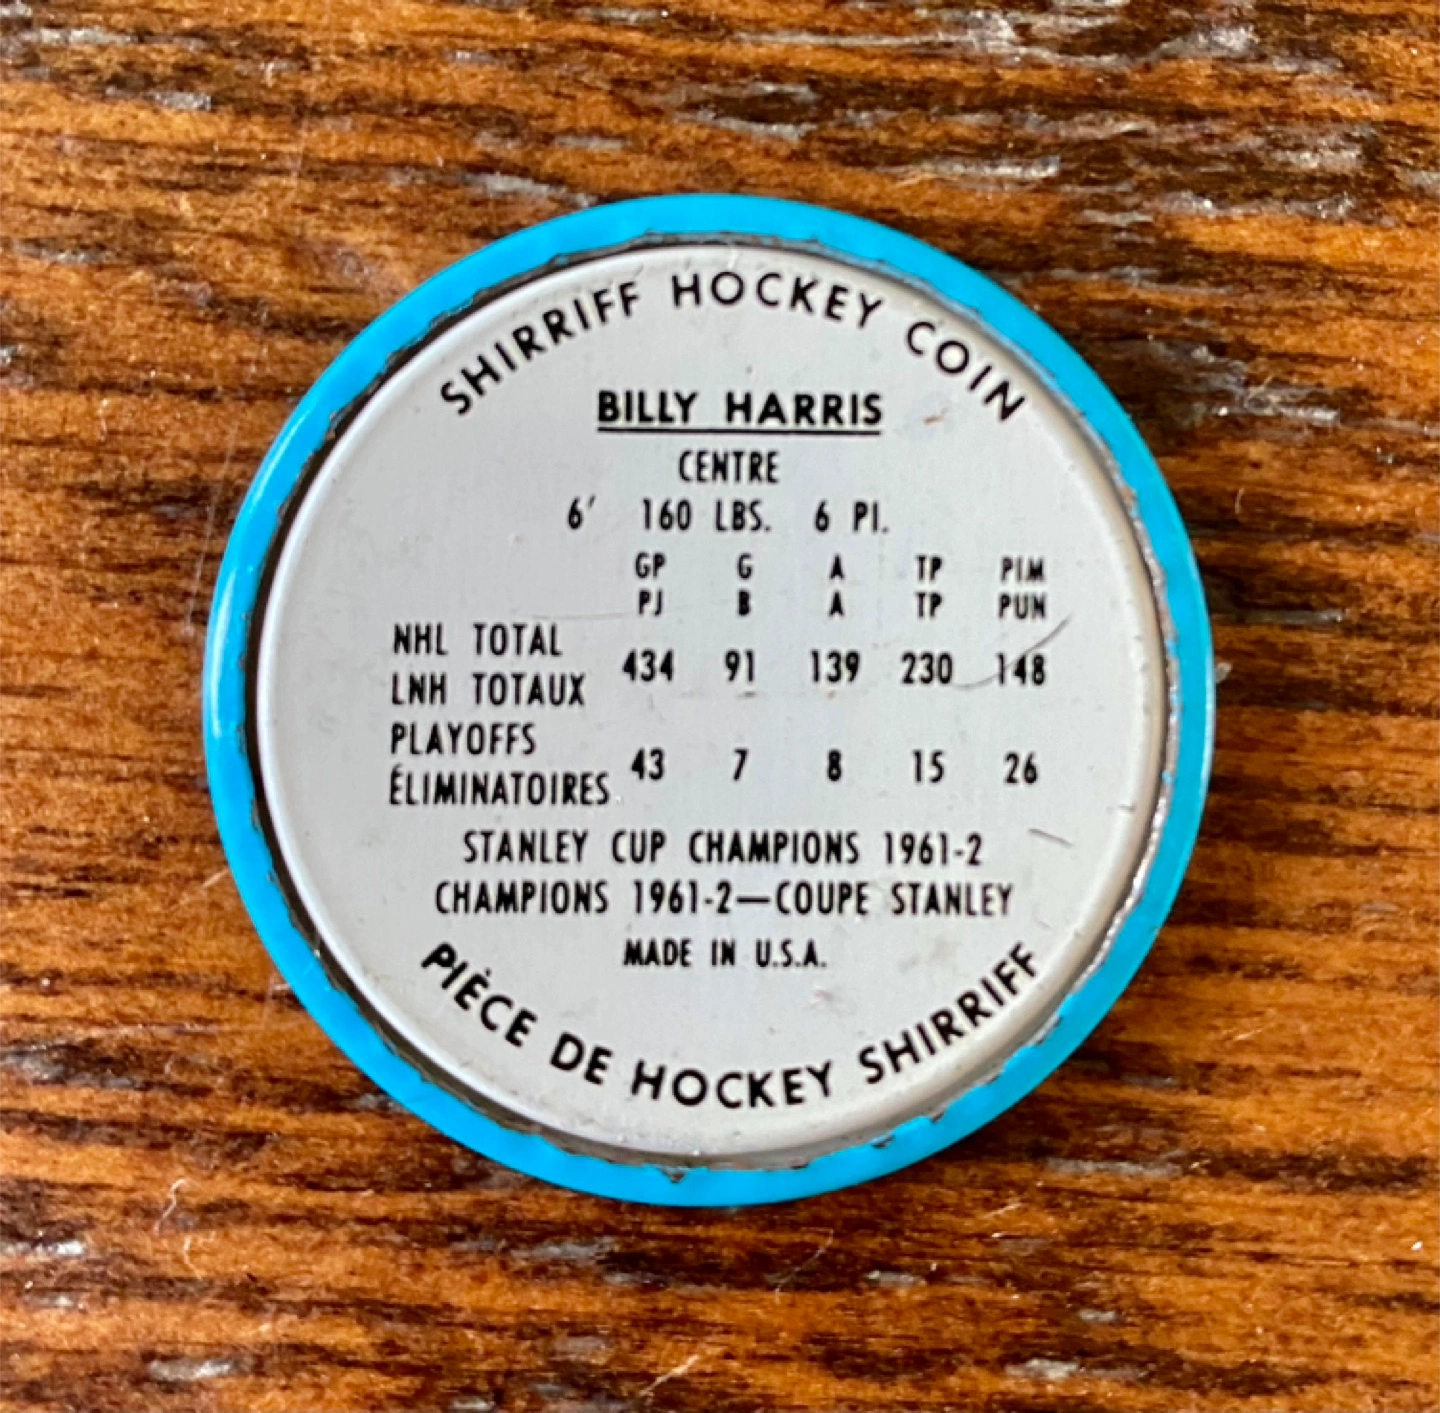 SHIRRIFF HOCKEY COIN
BILLY HARRIS
CENTRE
6' 160 LBS. 6 PI.
GP G A TP PIM
PJ B A TP PUN
NHL TOTAL
LNH TOTAUX 434 91 139 230 148
PLAYOFFS
ÉLIMINATOIRES 43 7 8 15 26
STANLEY CUP CHAMPIONS 1961-2
CHAMPIONS 1961-2—COUPE STANLEY
MADE IN U.S.A.
PIÈCE DE HOCKEY SHIRRIFF